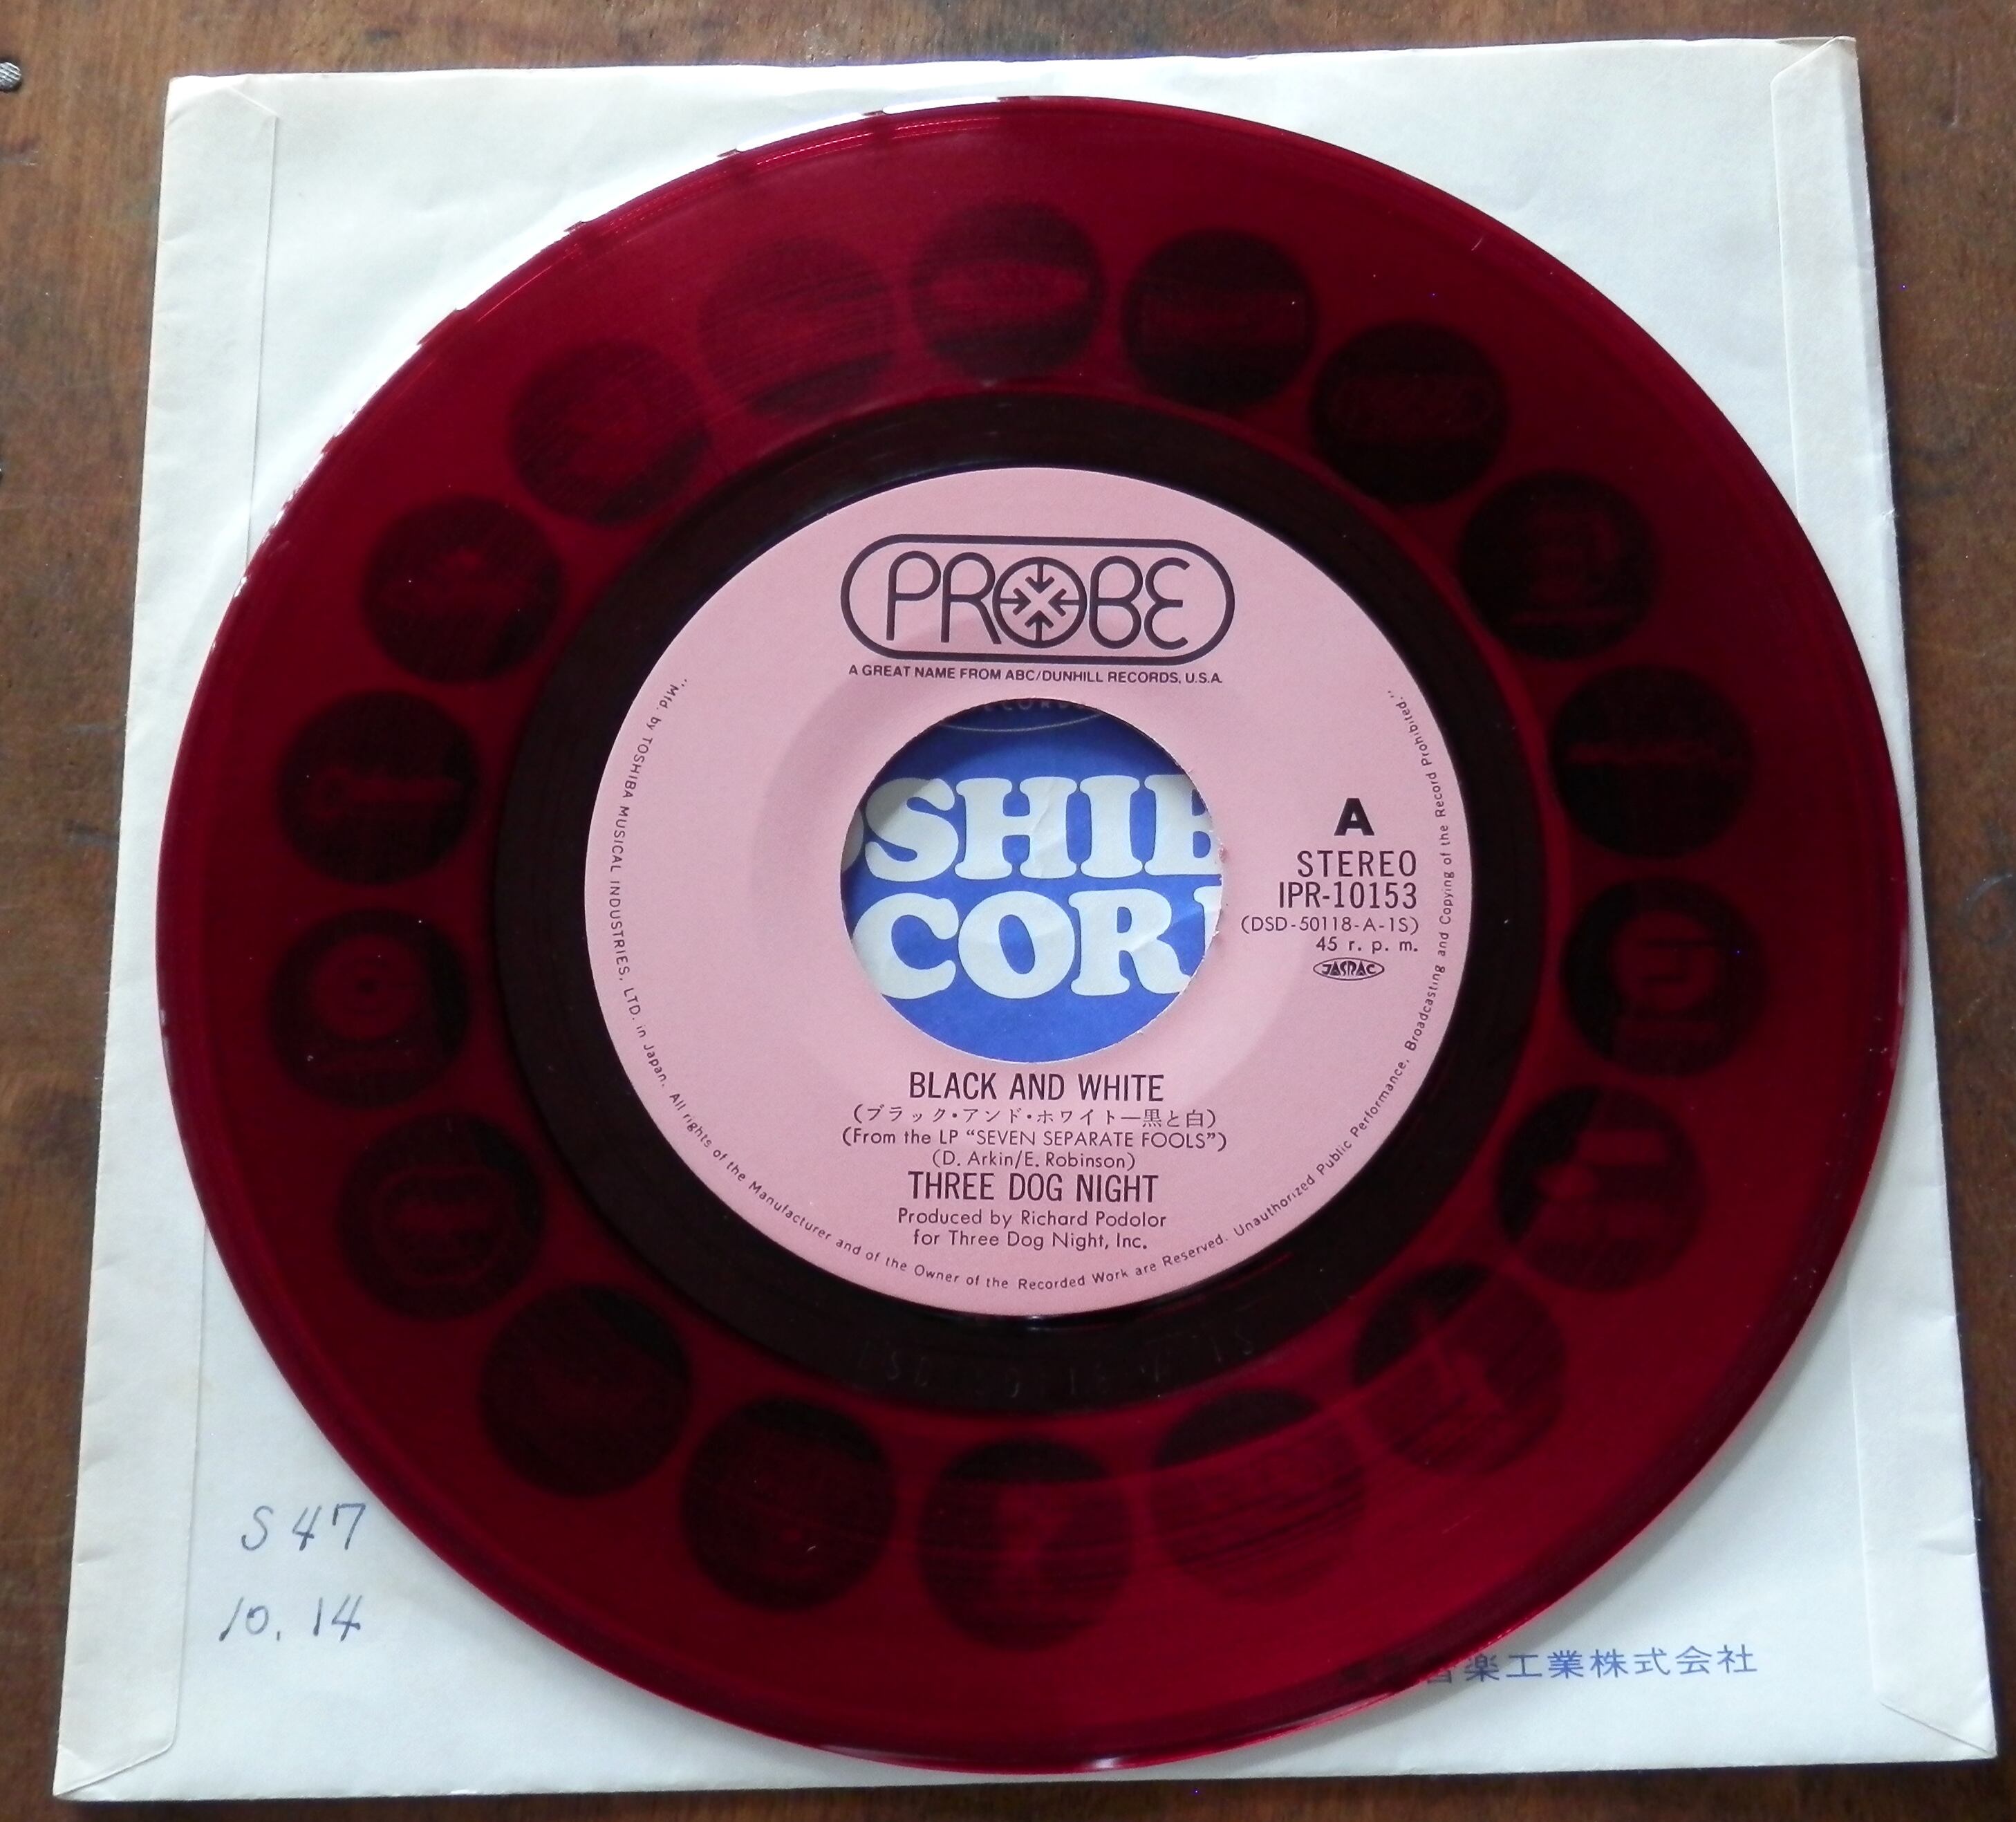 PROBE
A GREAT NAME FROM ABC/DUNHILL RECORDS, U.S.A.
"Mfd. by TOSHIBA MUSICAL INDUSTRIES, LTD. in Japan. All rights of the Manufacturer and of the Owner of the Recorded Work are Reserved. Unauthorized Public Performance, Broadcasting and Copying of the Record Prohibited."
OSHIB
COR
A
STEREO
IPR-10153
(DSD-50118-A-1S)
45 r. p. m.
JASRAC
BLACK AND WHITE
(ブラック・アンド・ホワイト―黒と白)
(From the LP "SEVEN SEPARATE FOOLS")
(D. Arkin/E. Robinson)
THREE DOG NIGHT
Produced by Richard Podolor
for Three Dog Night, Inc.
S 47
10. 14
音楽工業株式会社